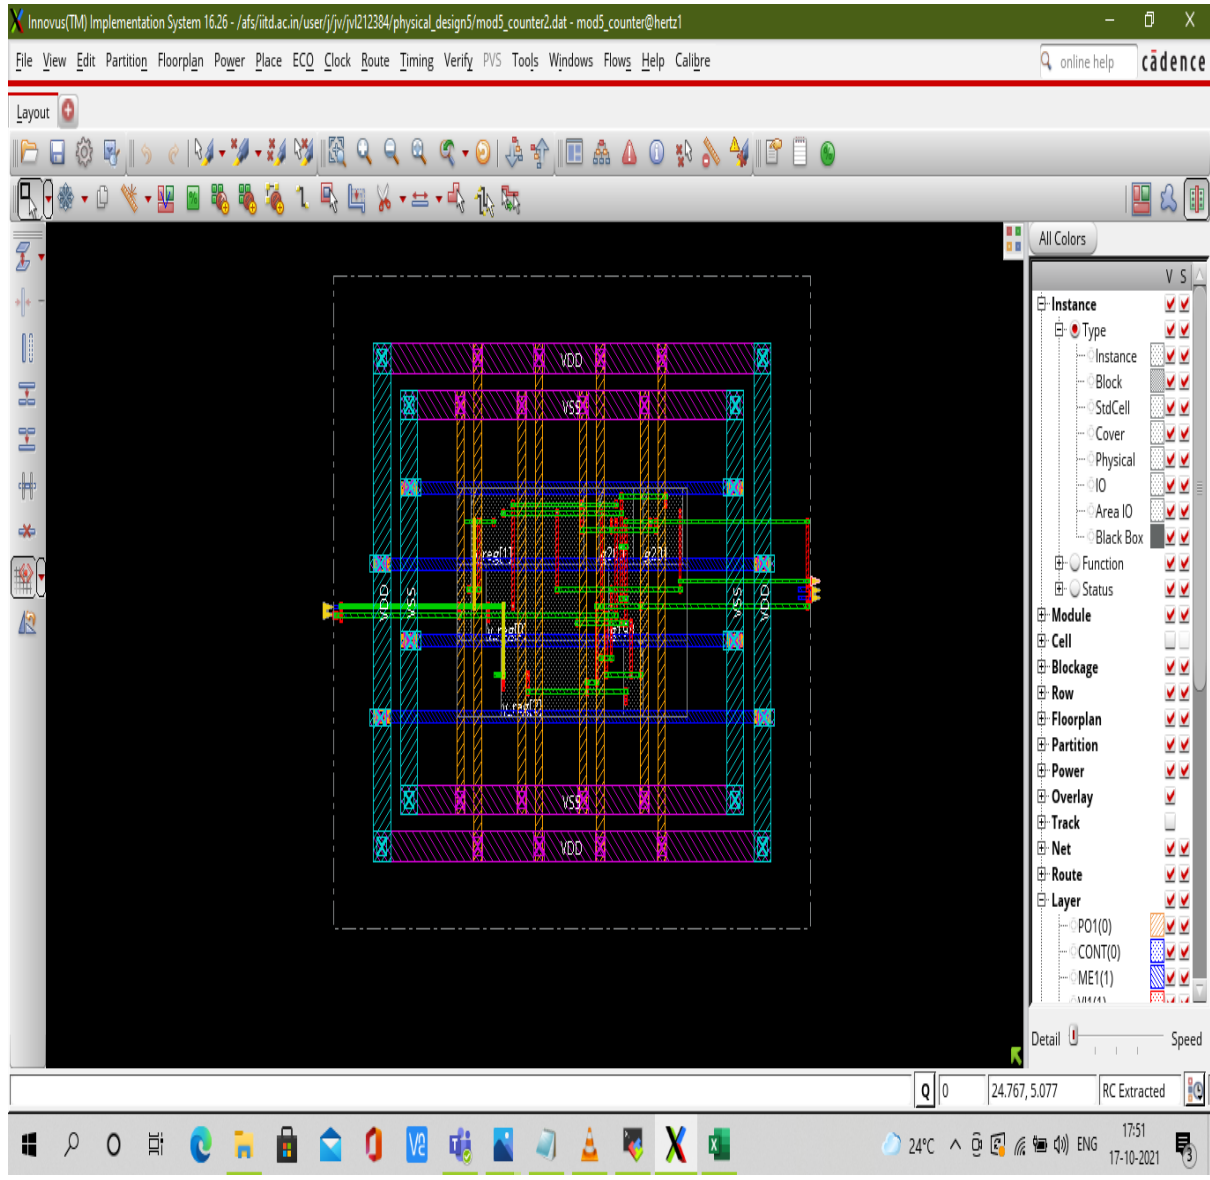 Innovus(TM) Implementation System 16.26 - /afs/iitd.ac.in/user/j/jv/jvl212384/physical_design5/mod5_counter2.dat - mod5_counter@hertz1
File View Edit Partition Floorplan Power Place ECO Clock Route Timing Verify PVS Tools Windows Flows Help Calibre
online help
cādence
Layout
All Colors
V S
Instance
Type
Instance
Block
StdCell
Cover
Physical
IO
Area IO
Black Box
Function
Status
Module
Cell
Blockage
Row
Floorplan
Partition
Power
Overlay
Track
Net
Route
Layer
PO1(0)
CONT(0)
ME1(1)
VI1(1)
VDD
VSS
VDD
VSS
VSS
VDD
VSS
VDD
Detail
Speed
Q
0
24.767, 5.077
RC Extracted
24°C
ENG
17:51
17-10-2021
3